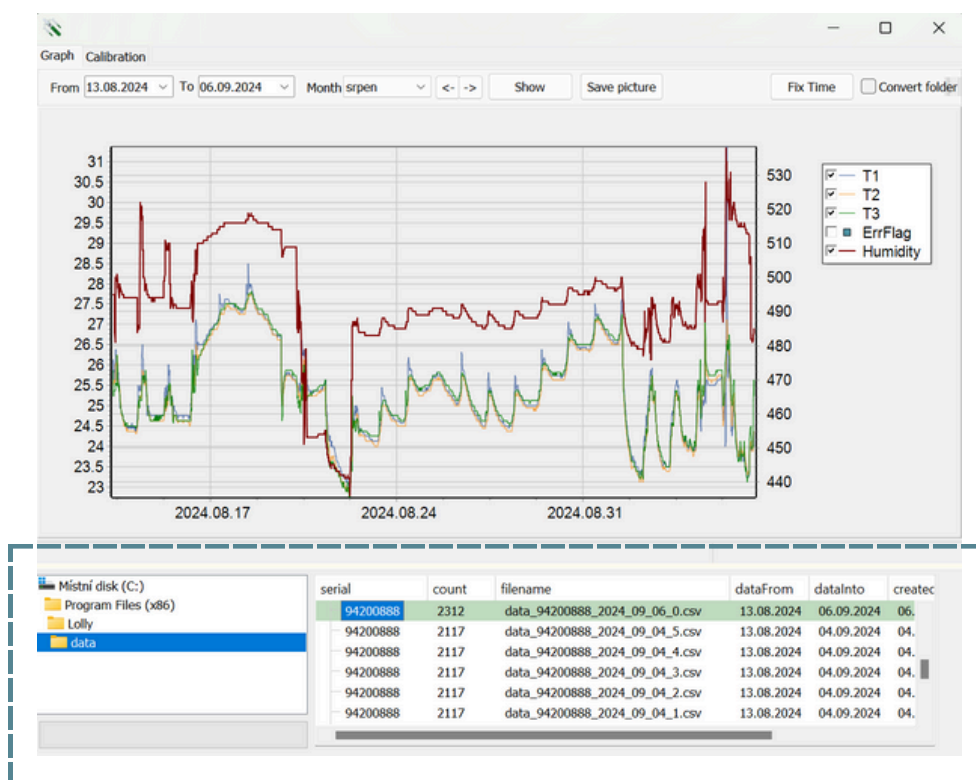 Graph Calibration
From 13.08.2024 To 06.09.2024 Month srpen <- -> Show Save picture Fix Time Convert folder
31
30.5
30
29.5
29
28.5
28
27.5
27
26.5
26
25.5
25
24.5
24
23.5
23
530
520
510
500
490
480
470
460
450
440
2024.08.17 2024.08.24 2024.08.31
T1
T2
T3
ErrFlag
Humidity
Místní disk (C:)
Program Files (x86)
Lolly
data
serial count filename dataFrom dataInto created
94200888 2312 data_94200888_2024_09_06_0.csv 13.08.2024 06.09.2024 06.
94200888 2117 data_94200888_2024_09_04_5.csv 13.08.2024 04.09.2024 04.
94200888 2117 data_94200888_2024_09_04_4.csv 13.08.2024 04.09.2024 04.
94200888 2117 data_94200888_2024_09_04_3.csv 13.08.2024 04.09.2024 04.
94200888 2117 data_94200888_2024_09_04_2.csv 13.08.2024 04.09.2024 04.
94200888 2117 data_94200888_2024_09_04_1.csv 13.08.2024 04.09.2024 04.